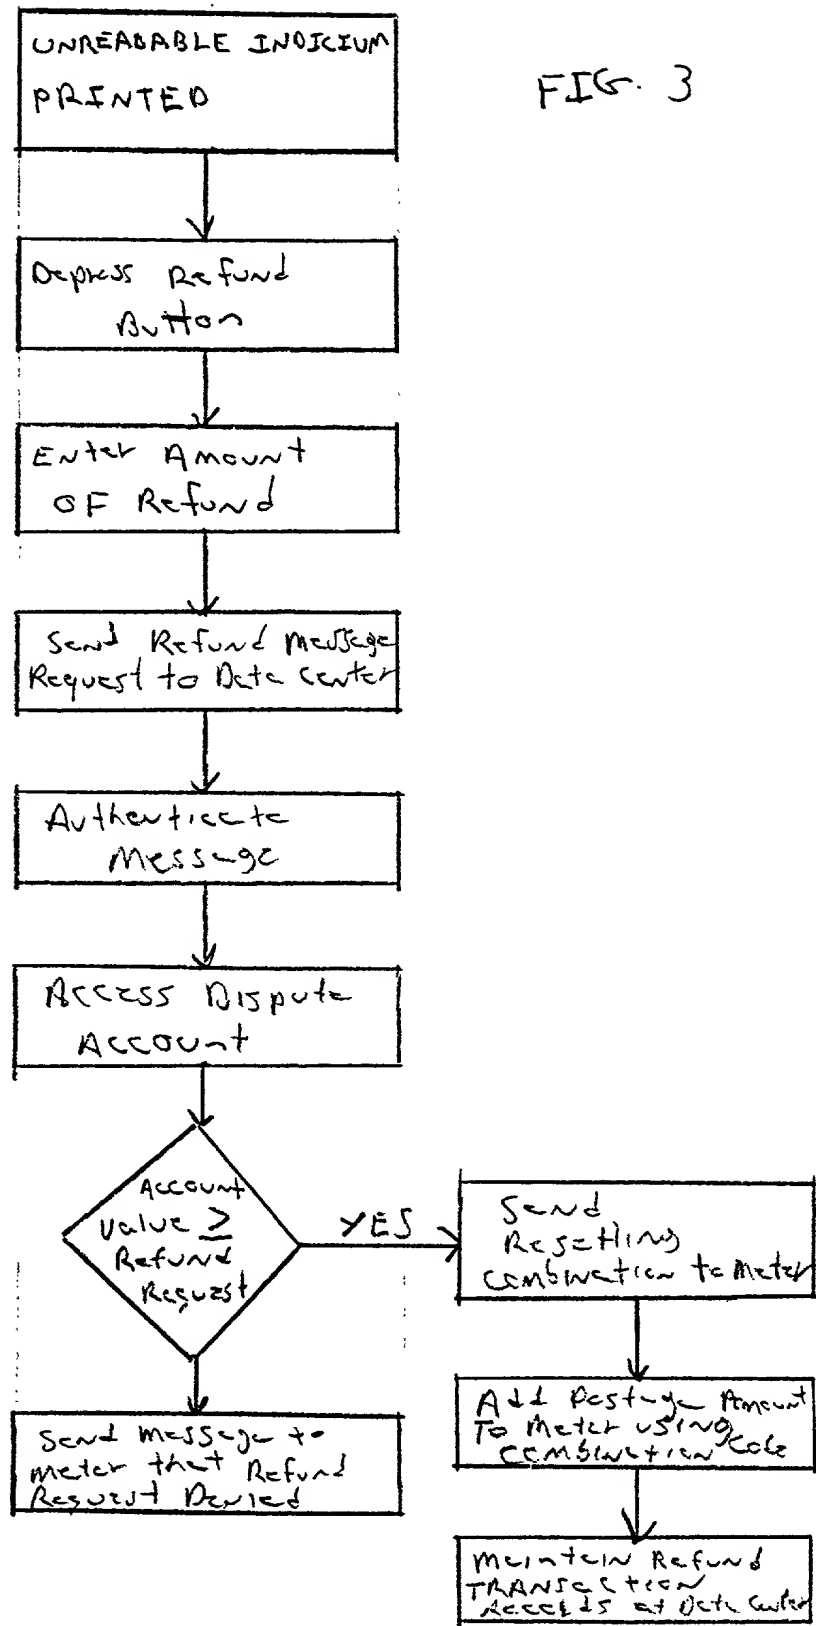 UNREADABLE INDICIUM
PRINTED
FIG. 3
Depress Refund
Button
Enter Amount
OF Refund
Send Refund Message
Request to Data Center
Authenticate
Message
Access Dispute
Account
Account
Value ≥
Refund
Request
YES
Send
Resetting
Combination to Meter
Add Postage Amount
To Meter using
Combination Code
Send Message to
Meter that Refund
Request Denied
Maintain Refund
TRANSACTION
Records at Data Center